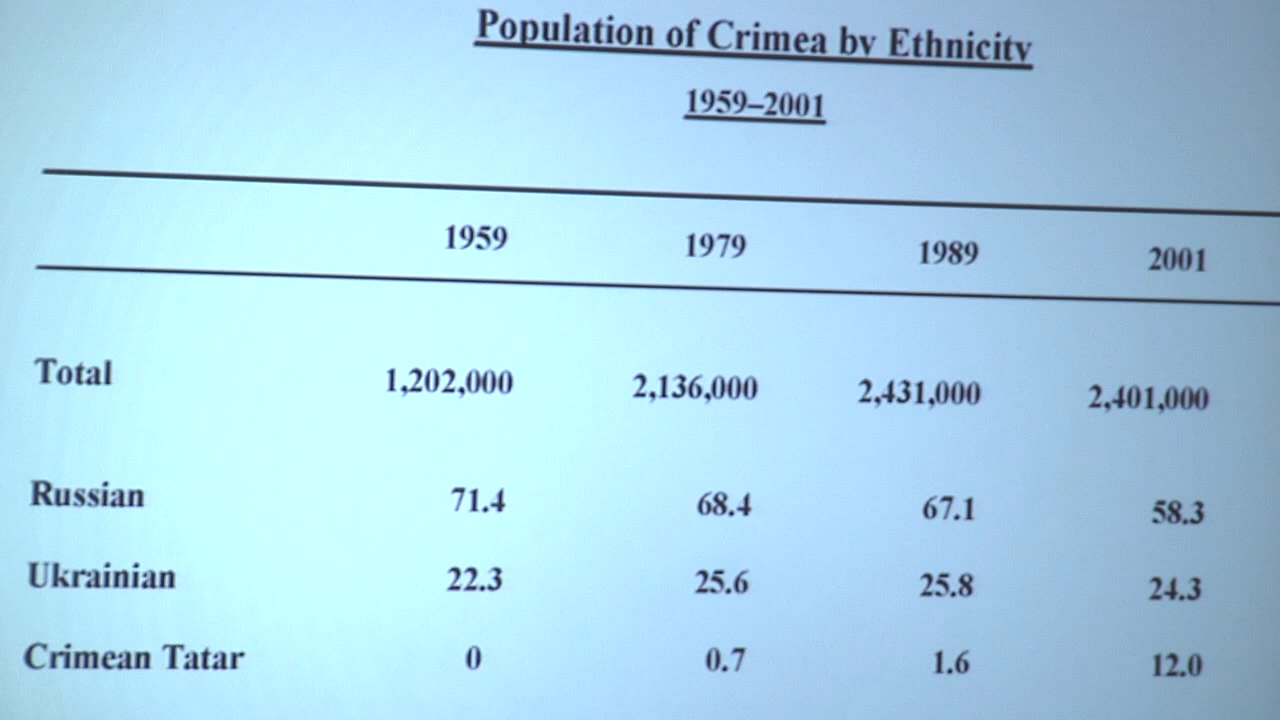 Population of Crimea by Ethnicity
1959–2001
1959 1979 1989 2001
Total 1,202,000 2,136,000 2,431,000 2,401,000
Russian 71.4 68.4 67.1 58.3
Ukrainian 22.3 25.6 25.8 24.3
Crimean Tatar 0 0.7 1.6 12.0